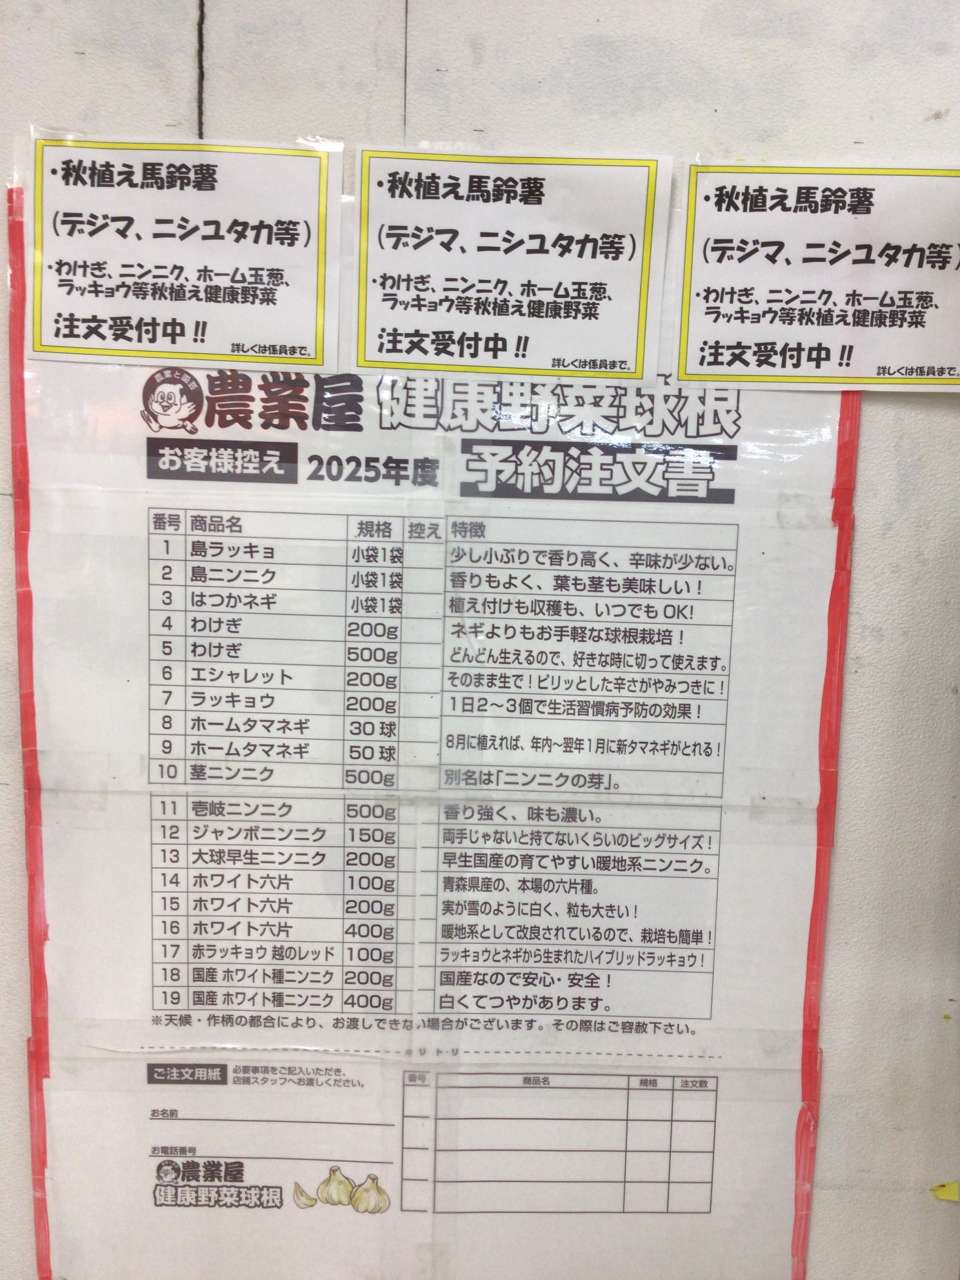 ・秋植え馬鈴薯
(デジマ、ニシユタカ等)
・わけぎ、ニンニク、ホーム玉葱、
ラッキョウ等秋植え健康野菜
注文受付中!!
詳しくは係員まで。
・秋植え馬鈴薯
(デジマ、ニシユタカ等)
・わけぎ、ニンニク、ホーム玉葱、
ラッキョウ等秋植え健康野菜
注文受付中!!
詳しくは係員まで。
・秋植え馬鈴薯
(デジマ、ニシユタカ等)
・わけぎ、ニンニク、ホーム玉葱、
ラッキョウ等秋植え健康野菜
注文受付中!!
詳しくは係員まで。
農業屋 健康野菜球根
お客様控え 2025年度 予約注文書
番号 商品名 規格 控え 特徴
1 島ラッキョ 小袋1袋 少し小ぶりで香り高く、辛味が少ない。
2 島ニンニク 小袋1袋 香りもよく、葉も茎も美味しい!
3 はつかネギ 小袋1袋 植え付けも収穫も、いつでもOK!
4 わけぎ 200g ネギよりもお手軽な球根栽培!
5 わけぎ 500g どんどん生えるので、好きな時に切って使えます。
6 エシャレット 200g そのまま生で!ピリッとした辛さがやみつきに!
7 ラッキョウ 200g 1日2〜3個で生活習慣病予防の効果!
8 ホームタマネギ 30球
9 ホームタマネギ 50球 8月に植えれば、年内〜翌年1月に新タマネギがとれる!
10 茎ニンニク 500g 別名は「ニンニクの芽」。
11 壱岐ニンニク 500g 香り強く、味も濃い。
12 ジャンボニンニク 150g 両手じゃないと持てないくらいのビッグサイズ!
13 大球早生ニンニク 200g 早生国産の育てやすい暖地系ニンニク。
14 ホワイト六片 100g 青森県産の、本場の六片種。
15 ホワイト六片 200g 実が雪のように白く、粒も大きい!
16 ホワイト六片 400g 暖地系として改良されているので、栽培も簡単!
17 赤ラッキョウ 越のレッド 100g ラッキョウとネギから生まれたハイブリッドラッキョウ!
18 国産 ホワイト種ニンニク 200g 国産なので安心・安全!
19 国産 ホワイト種ニンニク 400g 白くてつやがあります。
※天候・作柄の都合により、お渡しできない場合がございます。その際はご容赦下さい。
キリトリ
ご注文用紙 必要事項をご記入いただき、
店舗スタッフへお渡しください。
番号 商品名 規格 注文数
お名前
お電話番号
農業屋
健康野菜球根